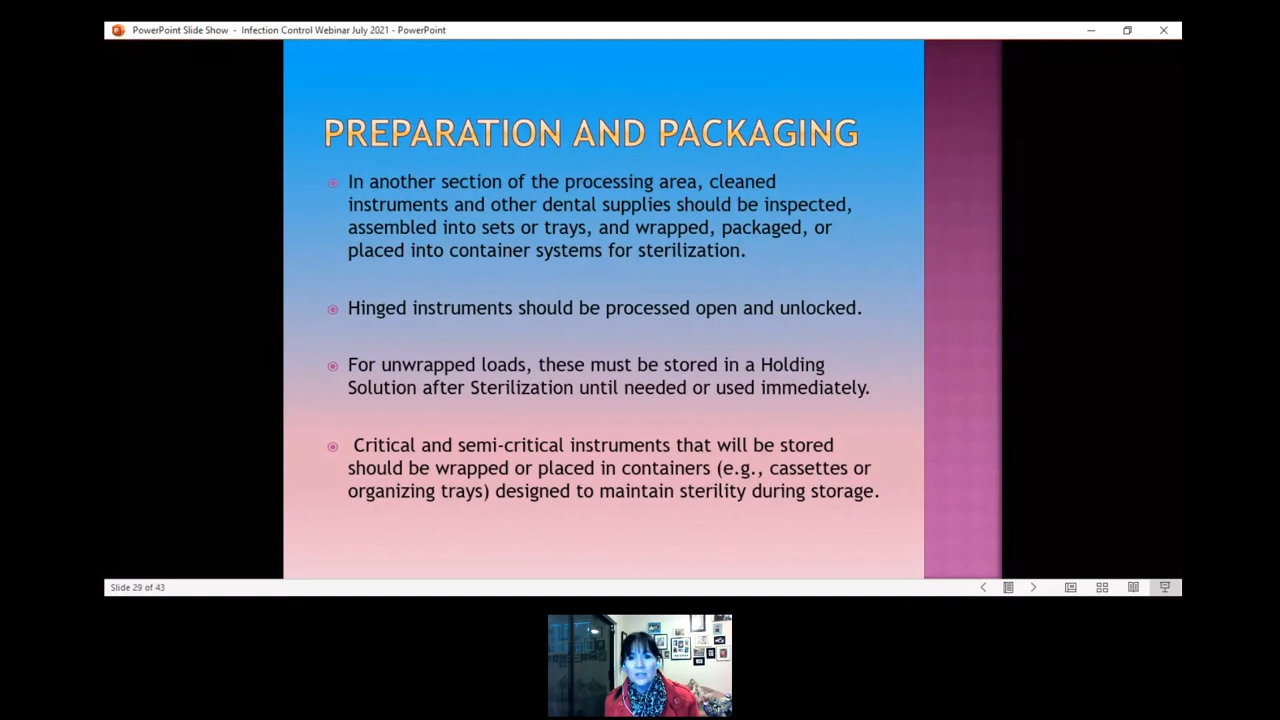 PowerPoint Slide Show - Infection Control Webinar July 2021 - PowerPoint
PREPARATION AND PACKAGING
In another section of the processing area, cleaned
instruments and other dental supplies should be inspected,
assembled into sets or trays, and wrapped, packaged, or
placed into container systems for sterilization.
Hinged instruments should be processed open and unlocked.
For unwrapped loads, these must be stored in a Holding
Solution after Sterilization until needed or used immediately.
Critical and semi-critical instruments that will be stored
should be wrapped or placed in containers (e.g., cassettes or
organizing trays) designed to maintain sterility during storage.
Slide 29 of 43